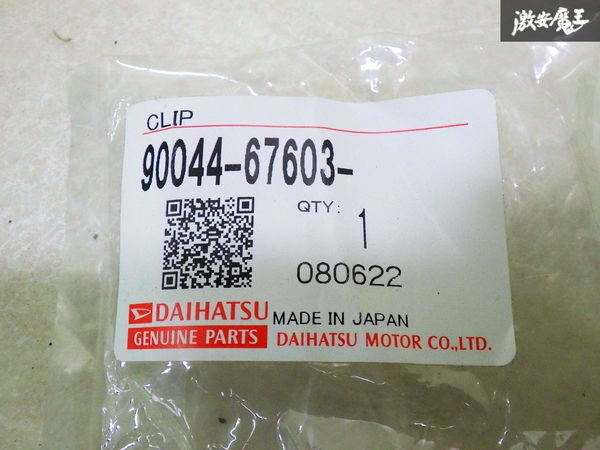 激安魔王
CLIP
90044-67603-
QTY: 1
080622
DAIHATSU
GENUINE PARTS
MADE IN JAPAN
DAIHATSU MOTOR CO.,LTD.